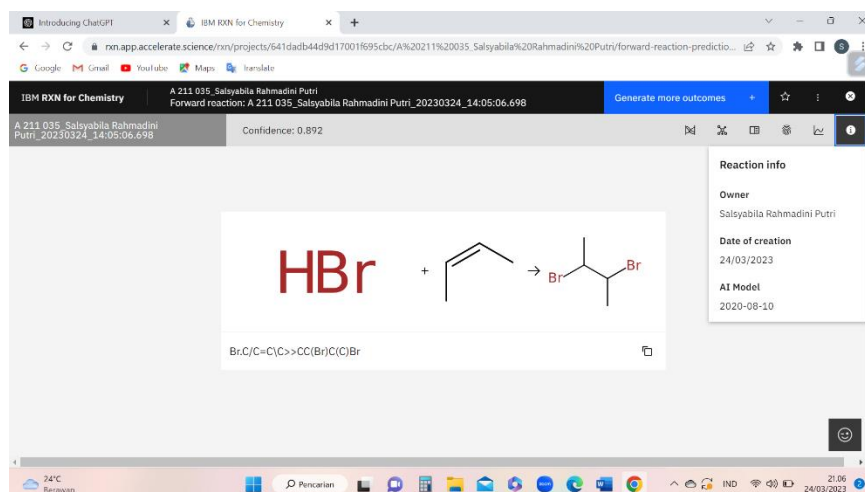 Introducing ChatGPT
IBM RXN for Chemistry
rxn.app.accelerate.science/rxn/projects/641dadb44d9d17001f695cbc/A%20211%20035_Salsyabila%20Rahmadini%20Putri/forward-reaction-predictio...
Google Gmail YouTube Maps Translate
IBM RXN for Chemistry
A 211 035_Salsyabila Rahmadini Putri
Forward reaction: A 211 035_Salsyabila Rahmadini Putri_20230324_14:05:06.698
Generate more outcomes +
A 211 035_Salsyabila Rahmadini
Putri_20230324_14:05:06.698
Confidence: 0.892
Reaction info
Owner
Salsyabila Rahmadini Putri
Date of creation
24/03/2023
AI Model
2020-08-10
HBr + → Br Br
Br.C/C=C\C>>CC(Br)C(C)Br
24°C
Berawan
Pencarian
IND
21.06
24/03/2023